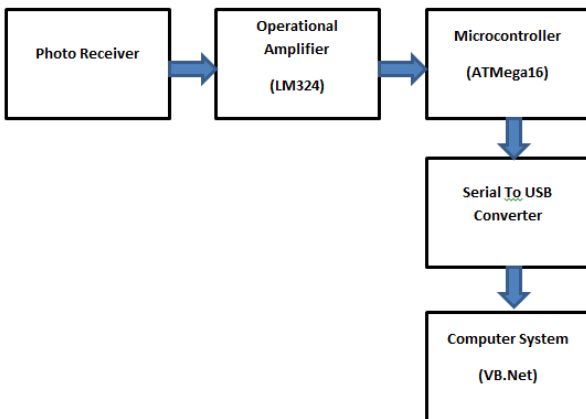 Photo Receiver
Operational
Amplifier
(LM324)
Microcontroller
(ATMega16)
Serial To USB
Converter
Computer System
(VB.Net)